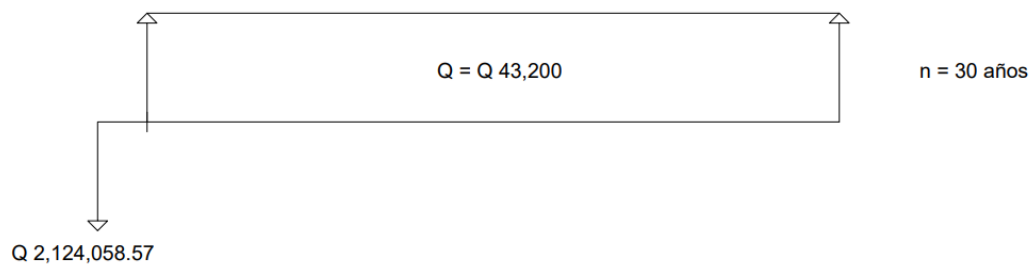 Q = Q 43,200
n = 30 años
Q 2,124,058.57